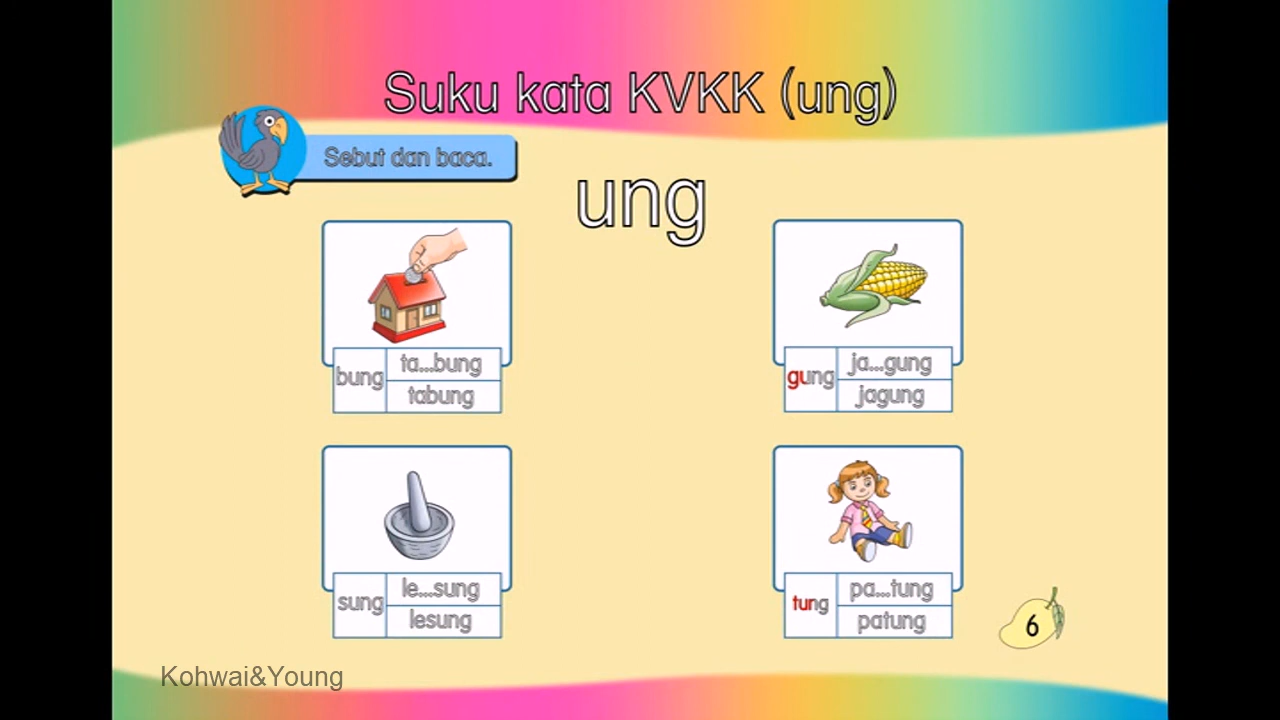 Suku kata KVKK (ung)
Sebut dan baca.
ung
bung
ta...bung
tabung
gung
ja...gung
jagung
sung
le...sung
lesung
tung
pa...tung
patung
6
Kohwai&Young